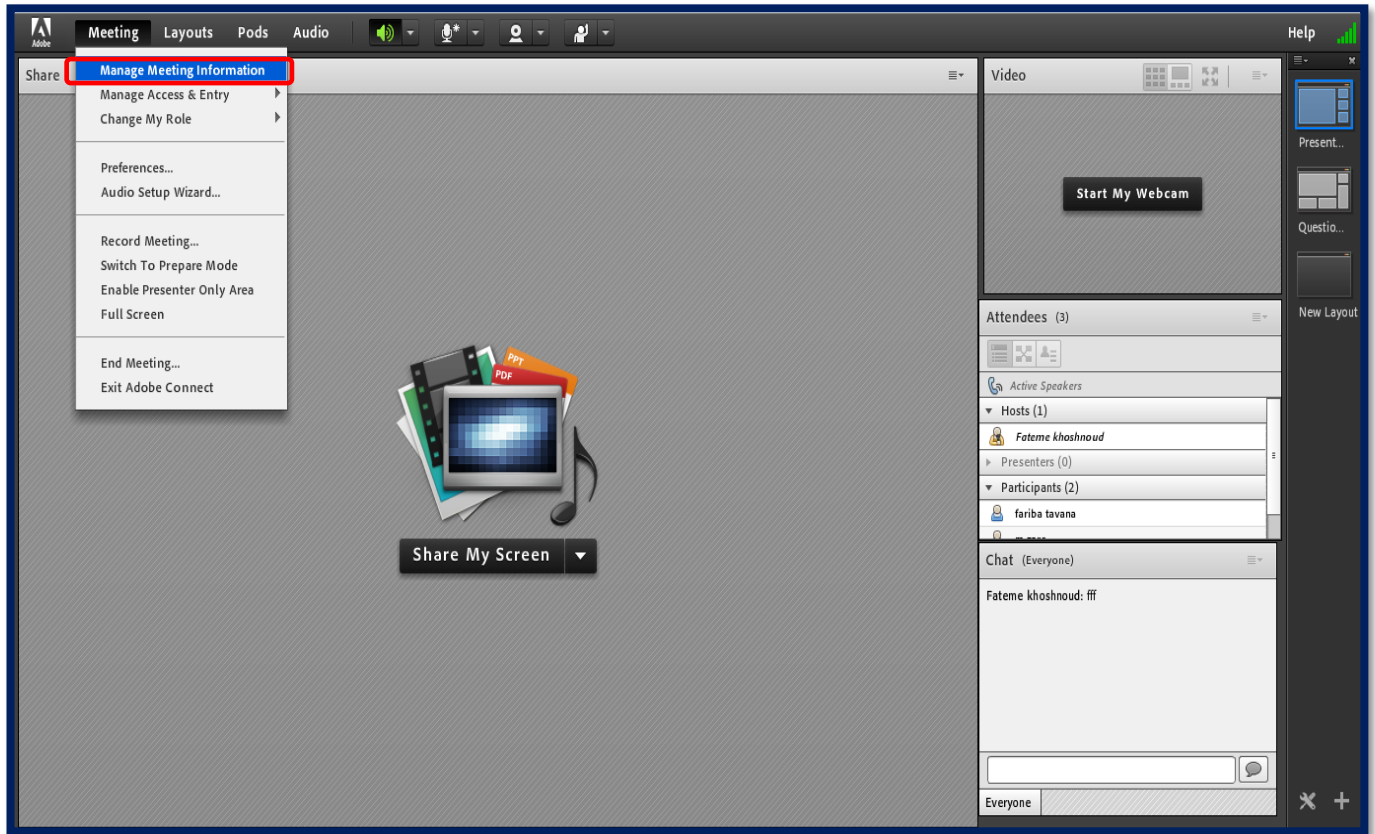 Adobe
Meeting Layouts Pods Audio
Help
Share
Manage Meeting Information
Manage Access & Entry
Change My Role
Preferences...
Audio Setup Wizard...
Record Meeting...
Switch To Prepare Mode
Enable Presenter Only Area
Full Screen
End Meeting...
Exit Adobe Connect
PPT
PDF
Share My Screen
Video
Start My Webcam
Attendees (3)
Active Speakers
Hosts (1)
Fateme khoshnoud
Presenters (0)
Participants (2)
fariba tavana
Chat (Everyone)
Fateme khoshnoud: fff
Everyone
Present...
Questio...
New Layout